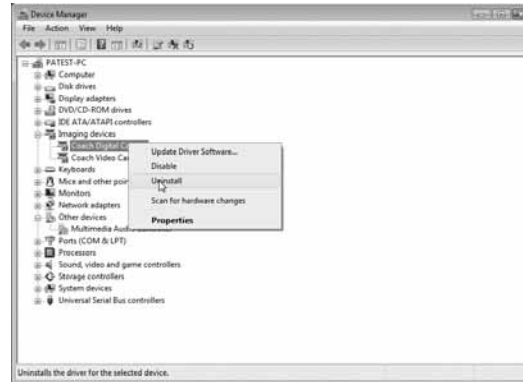 Device Manager
File Action View Help
PATEST-PC
Computer
Disk drives
Display adapters
DVD/CD-ROM drives
IDE ATA/ATAPI controllers
Imaging devices
Coach Digital
Coach Video
Keyboards
Mice and other
Monitors
Network adapters
Other devices
Multimedia
Ports (COM & LPT)
Processors
Sound, video and game controllers
Storage controllers
System devices
Universal Serial Bus controllers
Update Driver Software...
Disable
Uninstall
Scan for hardware changes
Properties
Uninstalls the driver for the selected device.